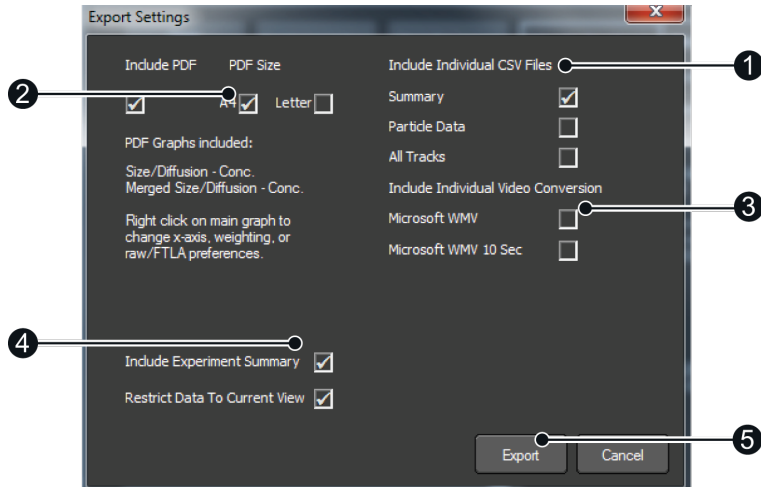 Export Settings
Include PDF PDF Size
A4 Letter
PDF Graphs included:
Size/Diffusion - Conc.
Merged Size/Diffusion - Conc.
Right click on main graph to
change x-axis, weighting, or
raw/FTLA preferences.
Include Experiment Summary
Restrict Data To Current View
Include Individual CSV Files
Summary
Particle Data
All Tracks
Include Individual Video Conversion
Microsoft WMV
Microsoft WMV 10 Sec
Export Cancel
1
2
3
4
5